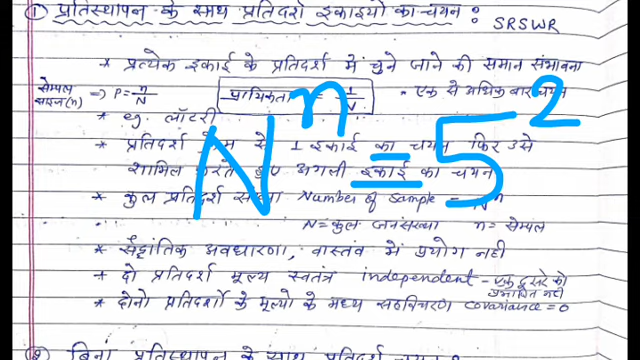 ① प्रतिस्थापन के साथ प्रतिदर्श इकाइयो का चयन : SRSWR
* प्रत्येक इकाई के प्रतिदर्श में चुने जाने की समान संभावना
सेम्पल साइज (n) => P = n/N प्रायिकता = 1/N • एक से अधिक बार चयन
* eg. लॉटरी
* प्रतिदर्श से 1 इकाई का चयन फिर उसे
शामिल करते हुए अगली इकाई का चयन
N^n 5^2
* कुल प्रतिदर्श संख्या Number of Sample = N^n
N = कुल जनसंख्या n = सेम्पल
* सैद्धांतिक अवधारणा, वास्तव में प्रयोग नही
* दो प्रतिदर्श मूल्य स्वतंत्र independent - एक दूसरे को प्रभावित नहीं
* दोनो प्रतिदर्शो के मूल्यो के मध्य सहविचरण covariance = 0
② बिना प्रतिस्थापन के साथ प्रतिदर्श चयन :